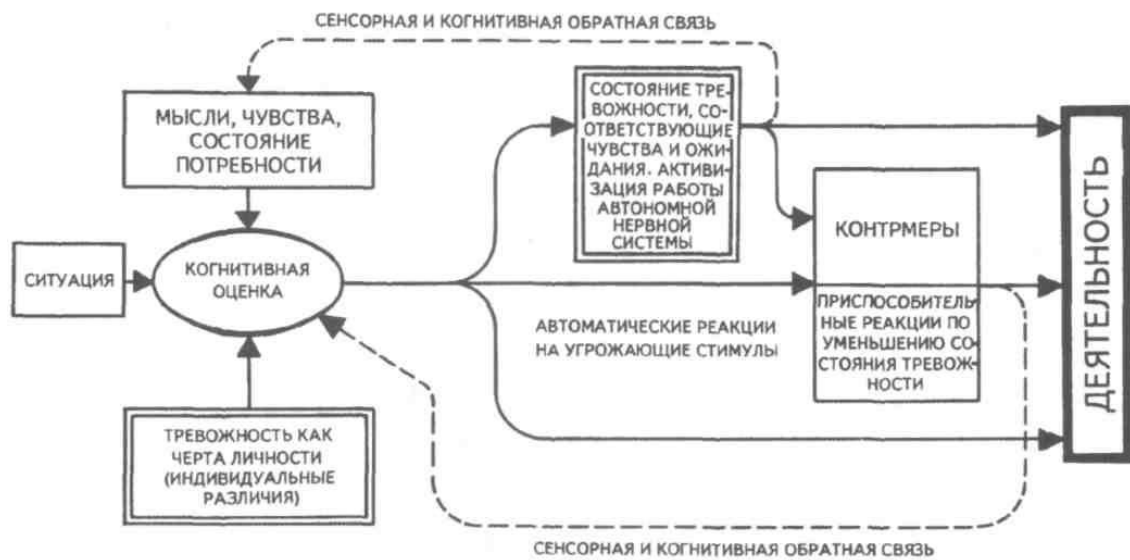 СЕНСОРНАЯ И КОГНИТИВНАЯ ОБРАТНАЯ СВЯЗЬ
МЫСЛИ, ЧУВСТВА,
СОСТОЯНИЕ
ПОТРЕБНОСТИ
СОСТОЯНИЕ ТРЕ-
ВОЖНОСТИ, СО-
ОТВЕТСТВУЮЩИЕ
ЧУВСТВА И ОЖИ-
ДАНИЯ. АКТИВИ-
ЗАЦИЯ РАБОТЫ
АВТОНОМНОЙ
НЕРВНОЙ
СИСТЕМЫ
СИТУАЦИЯ
КОГНИТИВНАЯ
ОЦЕНКА
КОНТРМЕРЫ
ПРИСПОСОБИТЕЛЬ-
НЫЕ РЕАКЦИИ ПО
УМЕНЬШЕНИЮ СО-
СТОЯНИЯ ТРЕВОЖ-
НОСТИ
АВТОМАТИЧЕСКИЕ РЕАКЦИИ
НА УГРОЖАЮЩИЕ СТИМУЛЫ
ДЕЯТЕЛЬНОСТЬ
ТРЕВОЖНОСТЬ КАК
ЧЕРТА ЛИЧНОСТИ
(ИНДИВИДУАЛЬНЫЕ
РАЗЛИЧИЯ)
СЕНСОРНАЯ И КОГНИТИВНАЯ ОБРАТНАЯ СВЯЗЬ